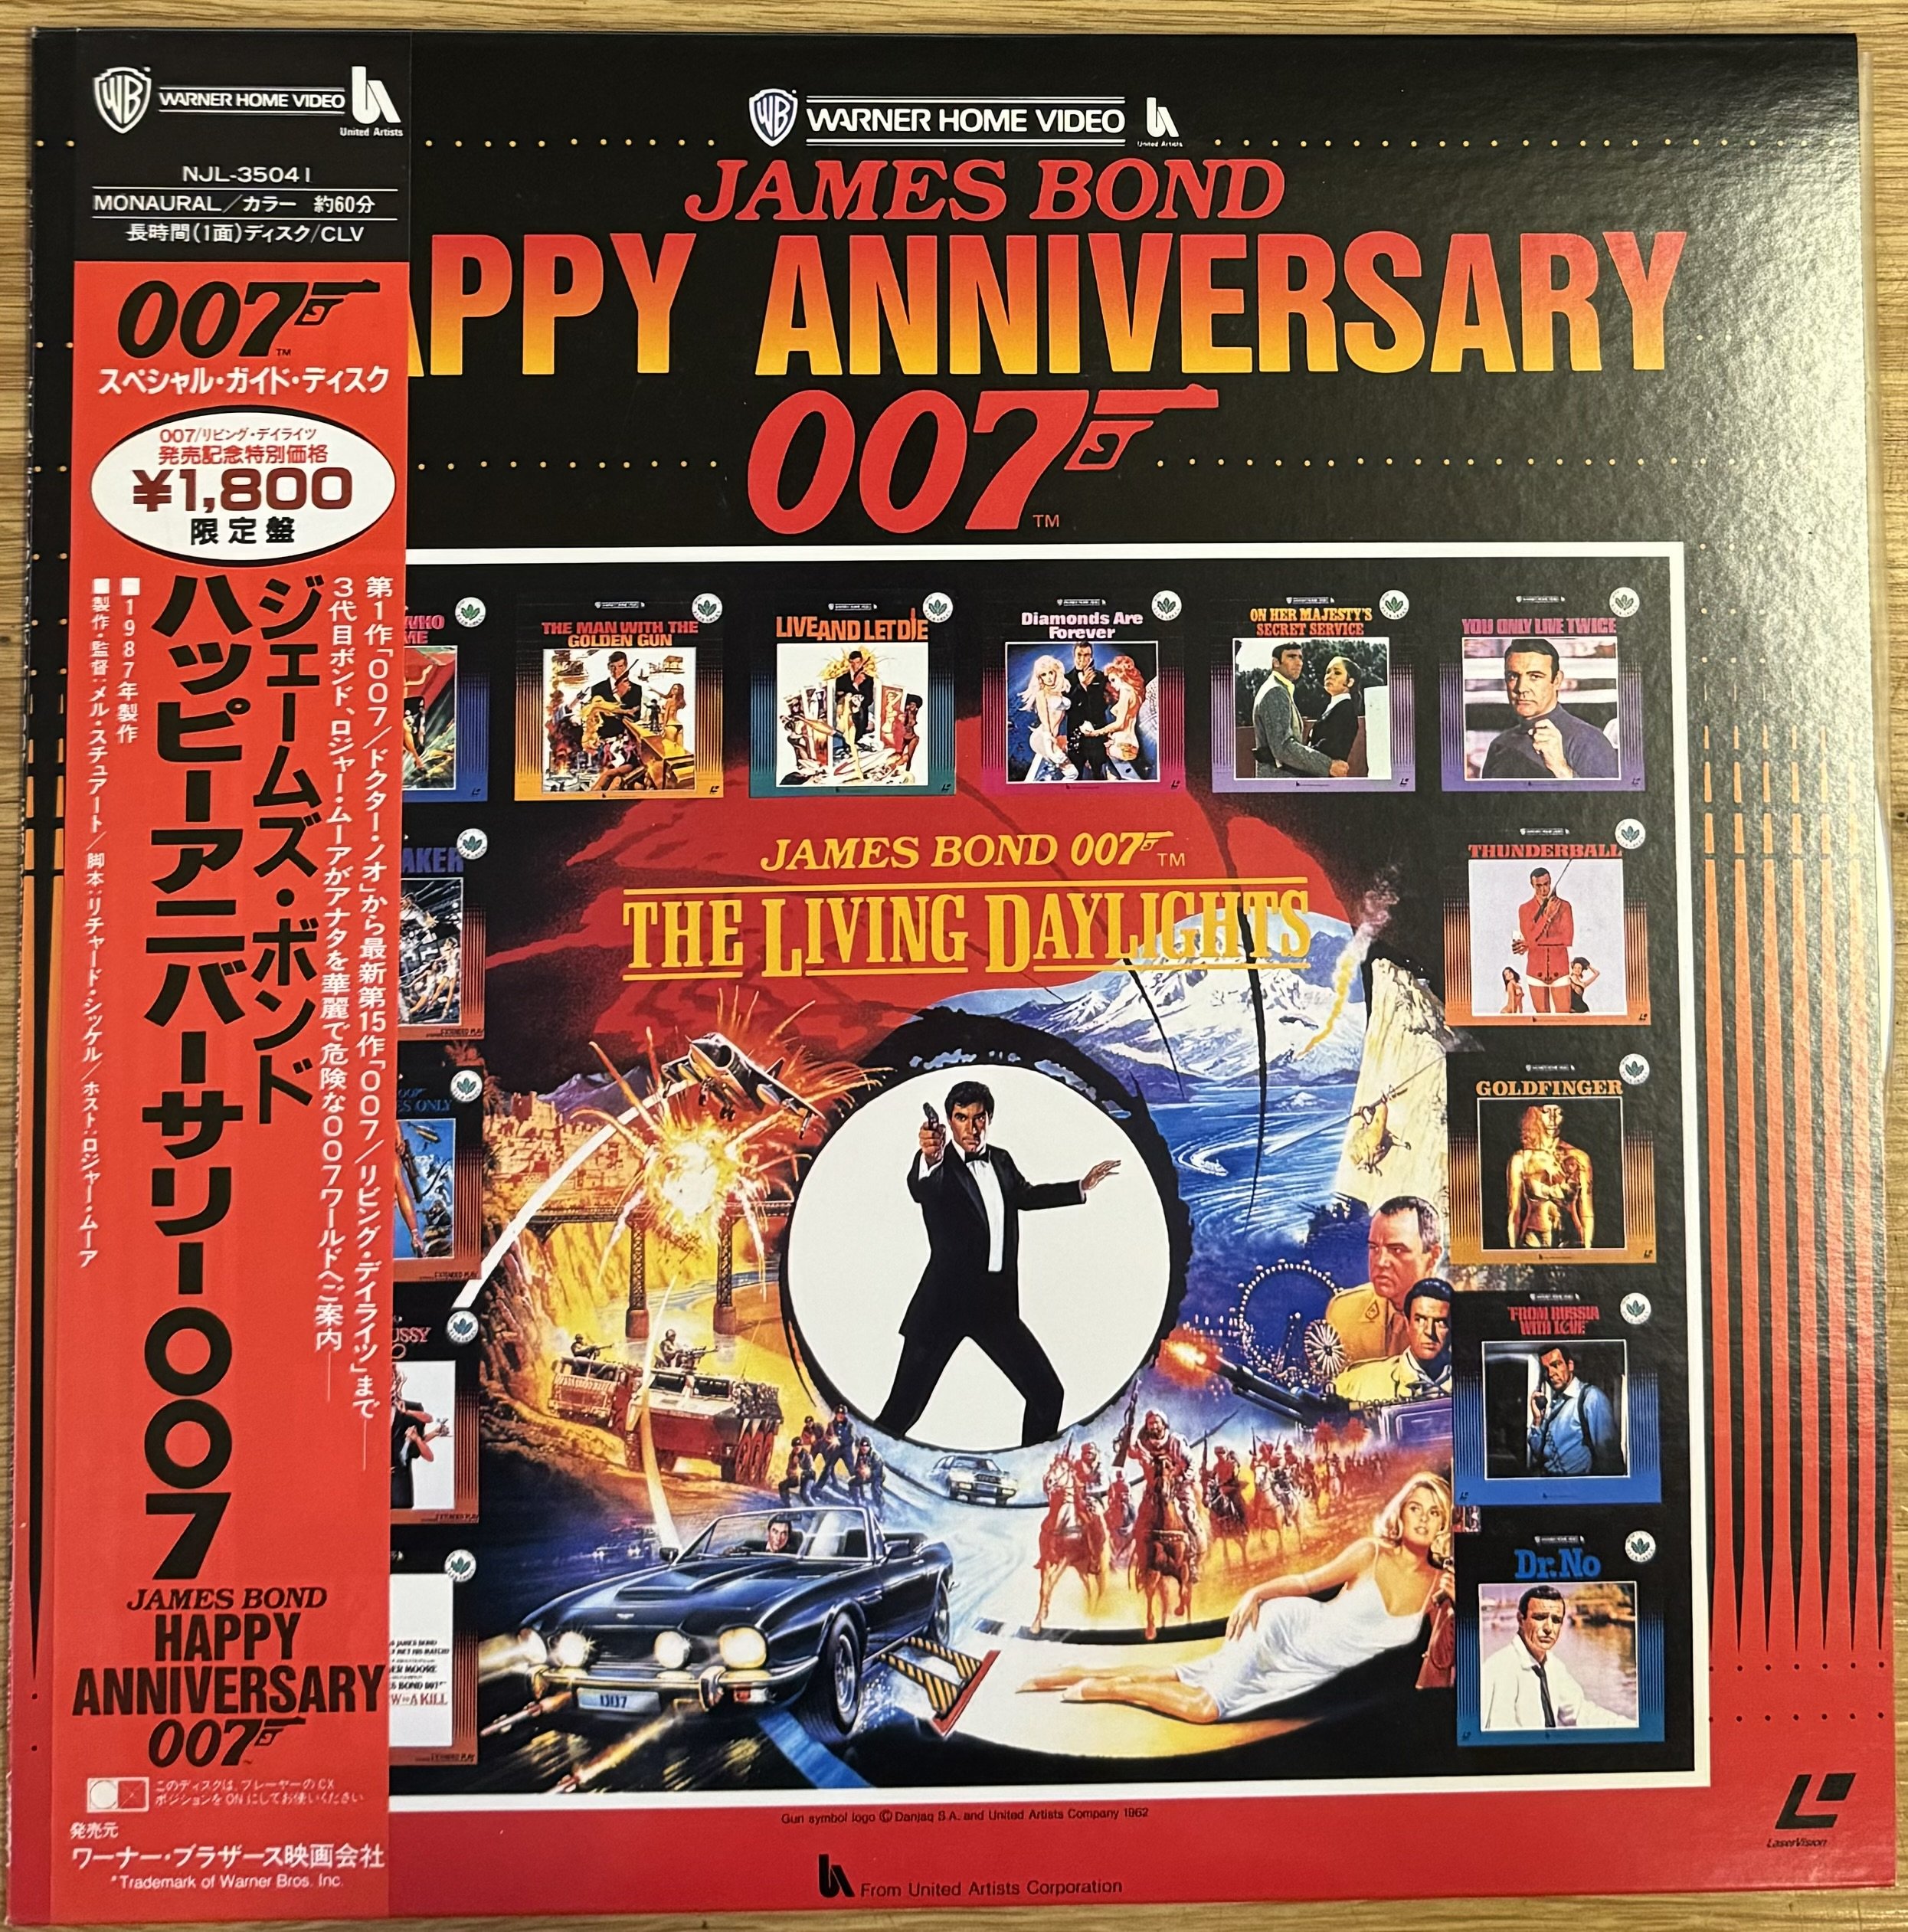 WARNER HOME VIDEO
United Artists
NJL-35041
MONAURAL/カラー 約60分
長時間(1面)ディスク/CLV
007
TM
スペシャル・ガイド・ディスク
007/リビング・デイライツ
発売記念特別価格
¥1,800
限定盤
第1作「007/ドクター・ノオ」から最新第15作「007/リビング・デイライツ」まで
3代目ボンド、ロジャー・ムーアがアナタを華麗で危険な007ワールドへご案内
ジェームズ・ボンド
ハッピーアニバーサリー007
■1987年製作
■製作・監督:メル・スチュアート/脚本:リチャード・シッケル/ホスト:ロジャー・ムーア
JAMES BOND
HAPPY
ANNIVERSARY
007
このディスクは、プレーヤーのCX
ポジションをONにしてお使いください
発売元
ワーナー・ブラザース映画会社
*Trademark of Warner Bros. Inc.
WB WARNER HOME VIDEO
United Artists
JAMES BOND
APPY ANNIVERSARY
007
TM
THE MAN WITH THE
GOLDEN GUN
LIVE AND LET DIE
Diamonds Are
Forever
ON HER MAJESTY'S
SECRET SERVICE
YOU ONLY LIVE TWICE
AKER
THUNDERBALL
JAMES BOND 007 TM
THE LIVING DAYLIGHTS
ES ONLY
GOLDFINGER
USSY
FROM RUSSIA
WITH LOVE
Dr. No
007
Gun symbol logo © Danjaq S.A. and United Artists Company 1962
LaserVision
From United Artists Corporation